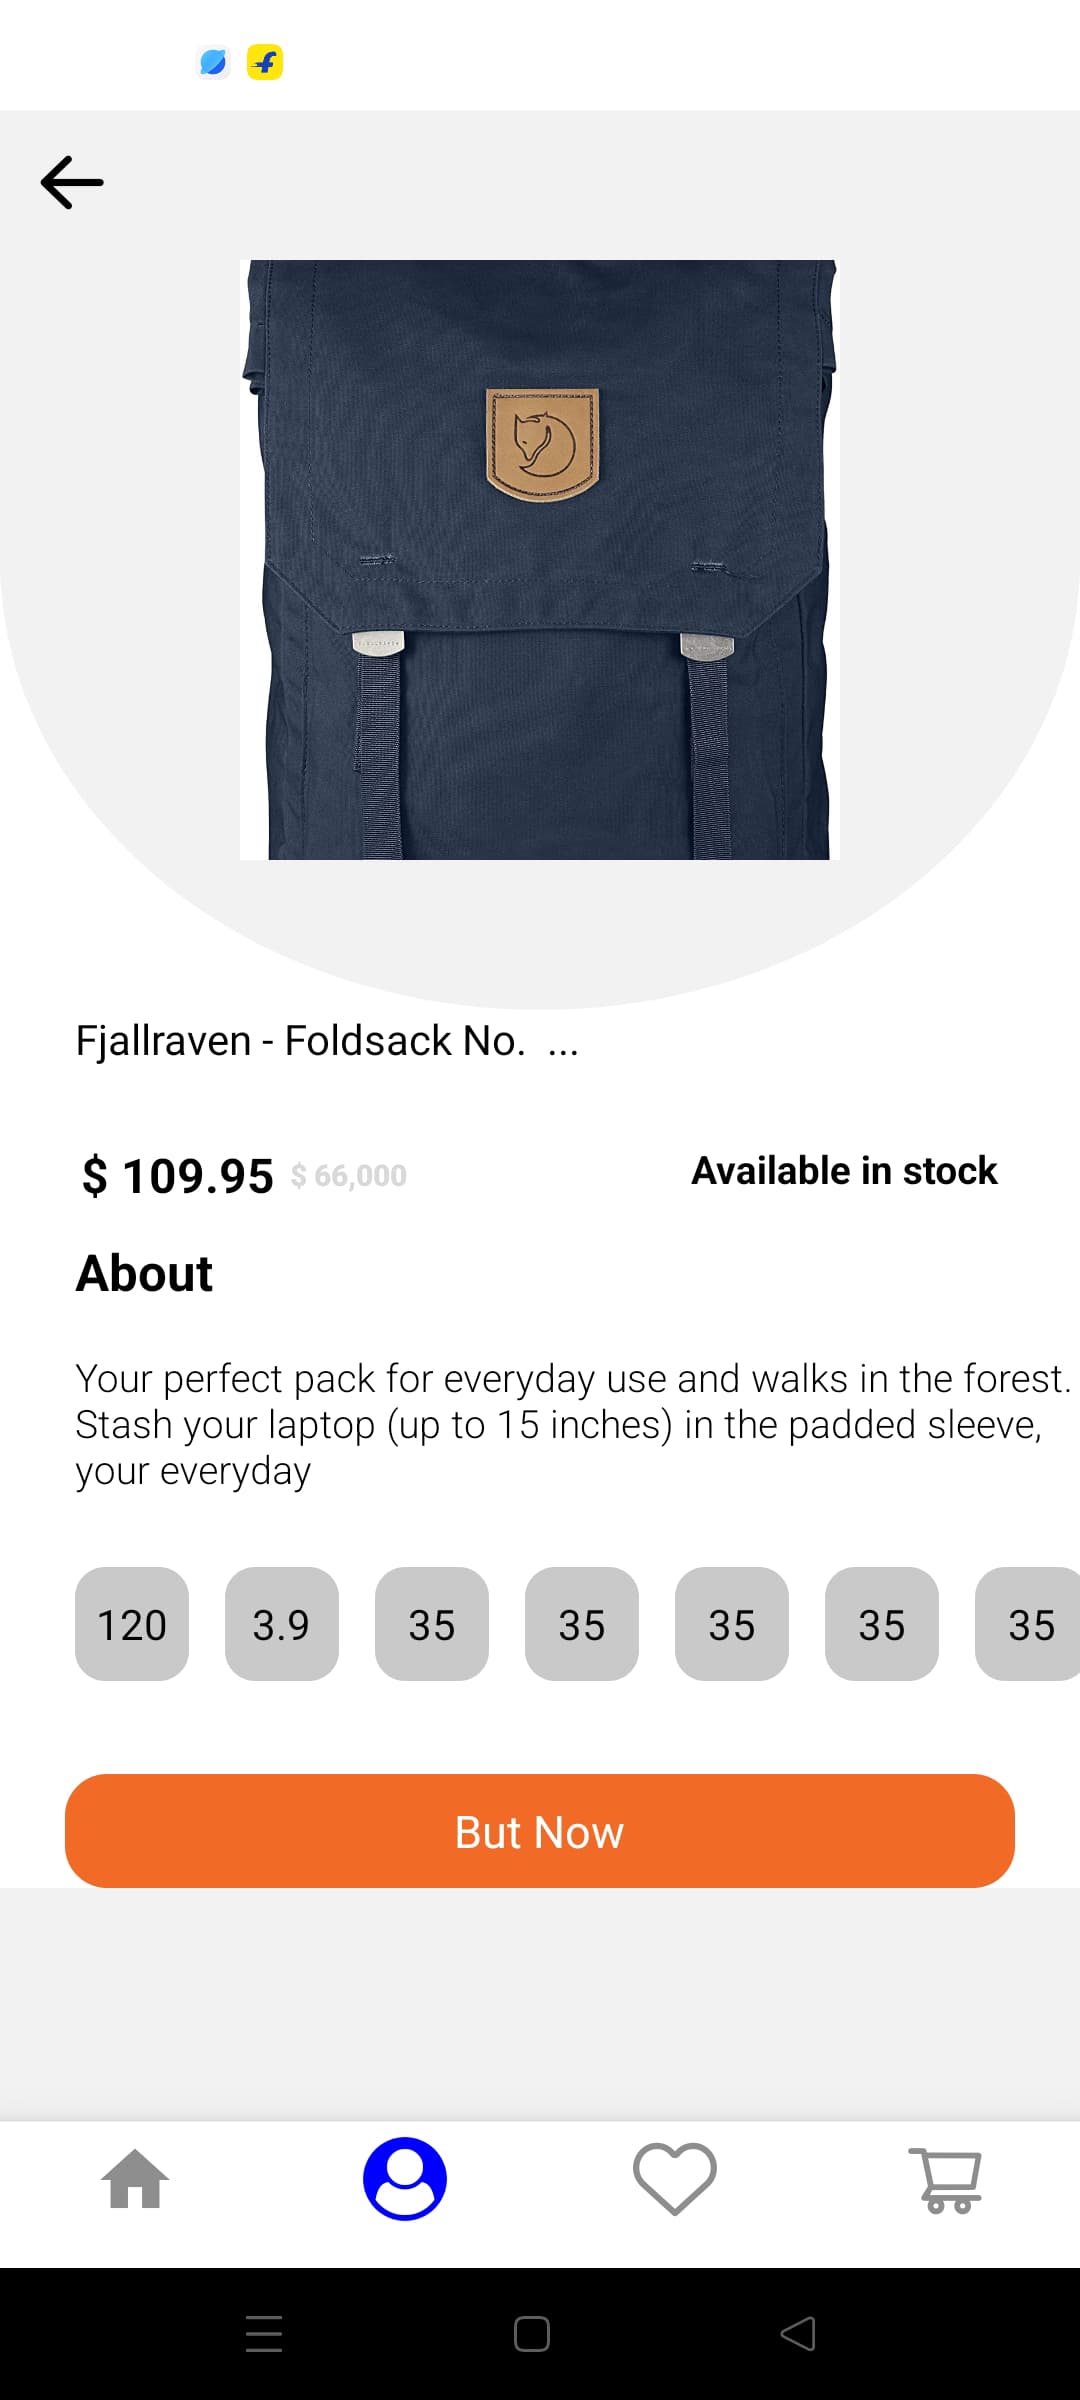 Fjallraven - Foldsack No. ...
$ 109.95 $ 66,000 Available in stock
About
Your perfect pack for everyday use and walks in the forest.
Stash your laptop (up to 15 inches) in the padded sleeve,
your everyday
120 3.9 35 35 35 35 35
But Now